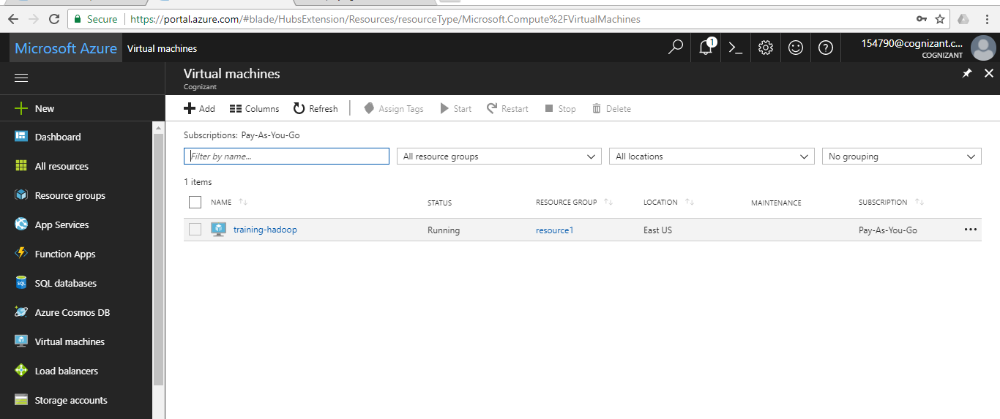 Secure https://portal.azure.com/#blade/HubsExtension/Resources/resourceType/Microsoft.Compute%2FVirtualMachines
Microsoft Azure Virtual machines 1 154790@cognizant.c...
COGNIZANT
Virtual machines
Cognizant
New
Add Columns Refresh Assign Tags Start Restart Stop Delete
Dashboard
Subscriptions: Pay-As-You-Go
Filter by name... All resource groups All locations No grouping
All resources
1 items
Resource groups
NAME STATUS RESOURCE GROUP LOCATION MAINTENANCE SUBSCRIPTION
App Services
training-hadoop Running resource1 East US Pay-As-You-Go
Function Apps
SQL databases
Azure Cosmos DB
Virtual machines
Load balancers
Storage accounts